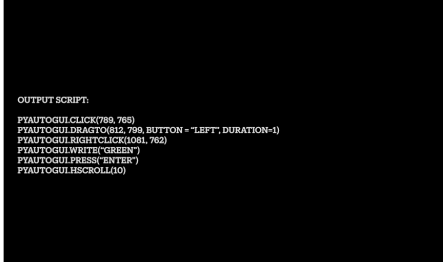 OUTPUT SCRIPT:
PYAUTOGUI.CLICK(789, 765)
PYAUTOGUI.DRAGTO(812, 799, BUTTON = "LEFT", DURATION=1)
PYAUTOGUI.RIGHTCLICK(1081, 762)
PYAUTOGUI.WRITE("GREEN")
PYAUTOGUI.PRESS("ENTER")
PYAUTOGUI.HSCROLL(10)